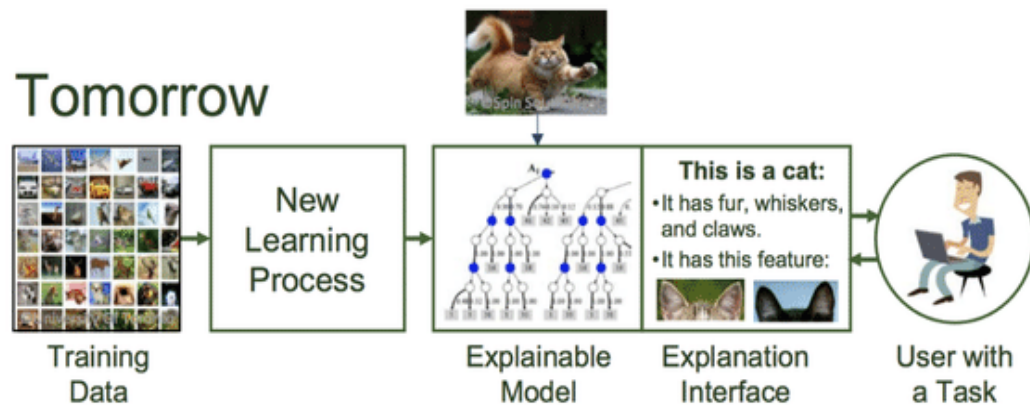 Tomorrow
New
Learning
Process
This is a cat:
•It has fur, whiskers,
and claws.
•It has this feature:
Training
Data
Explainable
Model
Explanation
Interface
User with
a Task